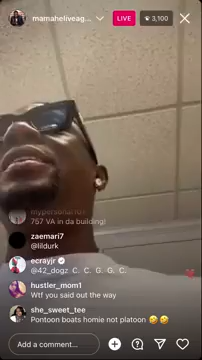 mamaheliveag...
LIVE
3,100
mypersona1803
757 VA in da building!
zaemari7
@lildurk
ecrayjr
@42_dogz C. C. G. G. C.
hustler_mom1
Wtf you said out the way
she_sweet_tee
Pontoon boats homie not platoon 🤣🤣
Add a comment...